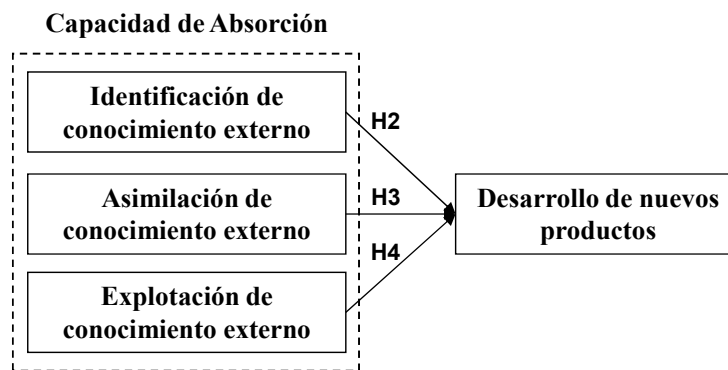 Capacidad de Absorción
Identificación de
conocimiento externo
H2
Asimilación de
conocimiento externo
H3
Desarrollo de nuevos
productos
H4
Explotación de
conocimiento externo